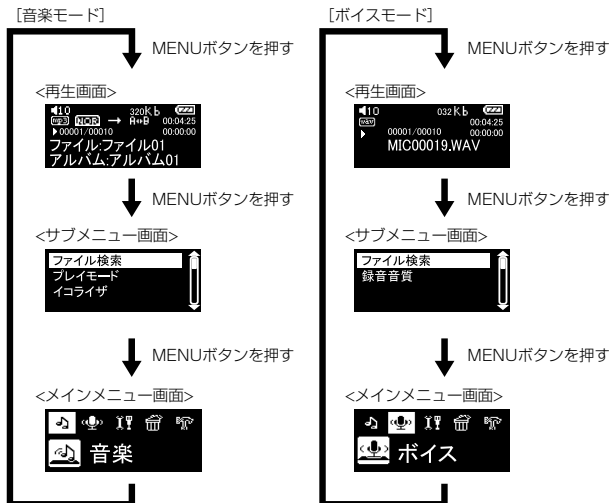 [音楽モード]
MENUボタンを押す
<再生画面>
10 320Kb
mp3 NOR → A↔B 00:04:25
00001/00010 00:00:00
ファイル:ファイル01
アルバム:アルバム01
MENUボタンを押す
<サブメニュー画面>
ファイル検索
プレイモード
イコライザ
MENUボタンを押す
<メインメニュー画面>
音楽
[ボイスモード]
MENUボタンを押す
<再生画面>
10 032Kb
wav 00:04:25
00001/00010 00:00:00
MIC00019.WAV
MENUボタンを押す
<サブメニュー画面>
ファイル検索
録音音質
MENUボタンを押す
<メインメニュー画面>
ボイス